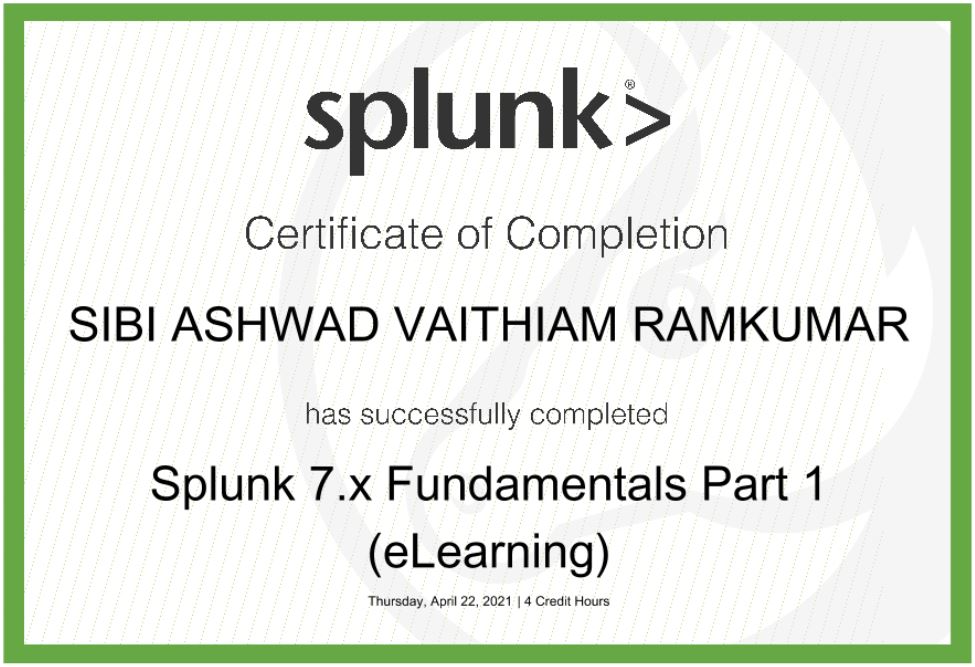 splunk>®
Certificate of Completion
SIBI ASHWAD VAITHIAM RAMKUMAR
has successfully completed
Splunk 7.x Fundamentals Part 1
(eLearning)
Thursday, April 22, 2021 | 4 Credit Hours